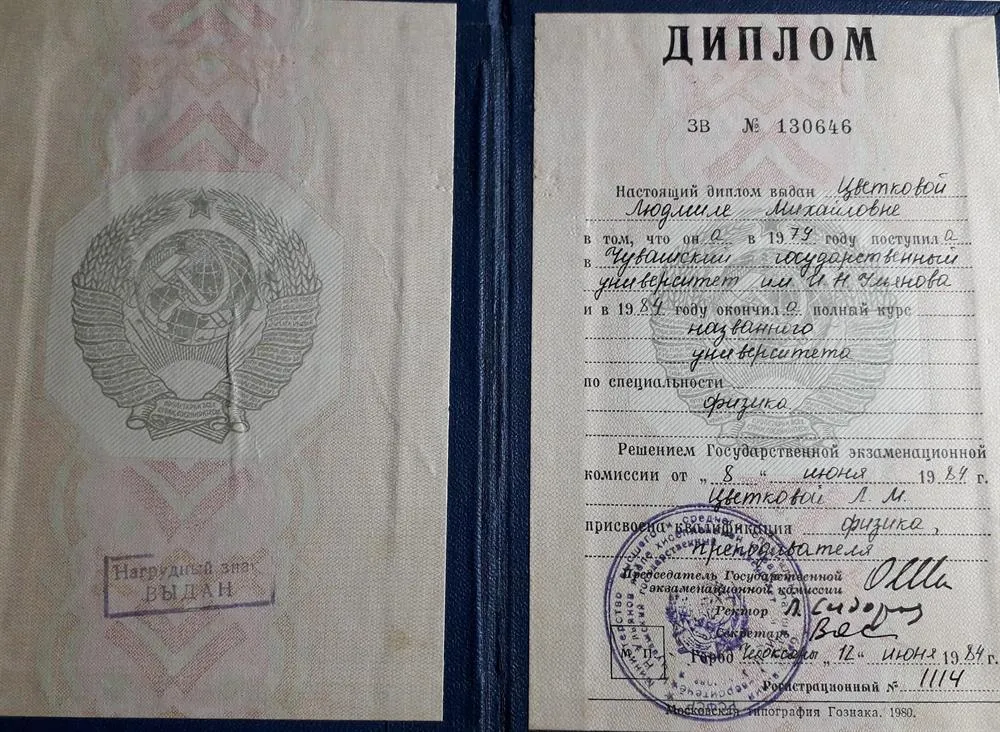 Нагрудный знак
ВЫДАН
ДИПЛОМ
ЗВ № 130646
Настоящий диплом выдан Цветковой
Людмиле Михайловне
в том, что он а в 1979 году поступил а
в Чувашский государственный
университет им. И. Н. Ульянова
и в 1984 году окончил а полный курс
названного
университета
по специальности
физика
Решением Государственной экзаменационной
комиссии от „ 8 “ июня 1984 г.
Цветковой Л. М.
присвоена квалификация физика,
преподавателя
Председатель Государственной
экзаменационной комиссии
Ректор
Секретарь
М. П. Город Чебоксары „ 12 “ июня 1984 г.
Регистрационный № 1114
Московская типография Гознака. 1980.